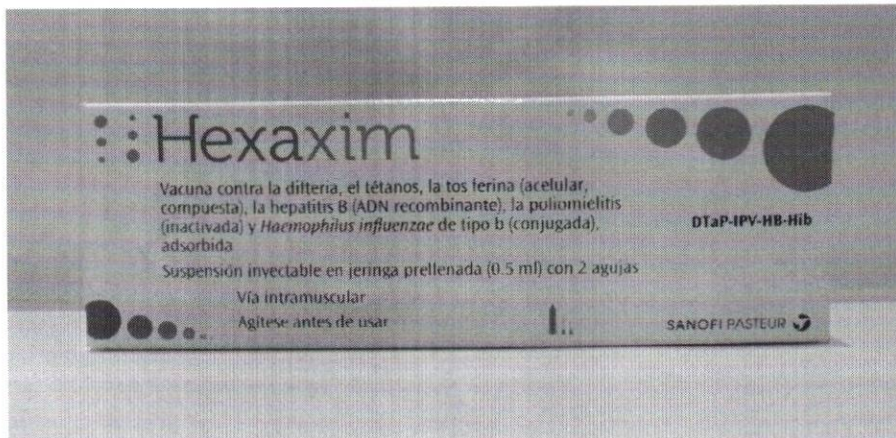 Hexaxim
Vacuna contra la difteria, el tétanos, la tos ferina (acelular,
compuesta), la hepatitis B (ADN recombinante), la poliomielitis
(inactivada) y Haemophilus influenzae de tipo b (conjugada),
adsorbida
DTaP-IPV-HB-Hib
Suspensión inyectable en jeringa prellenada (0.5 ml) con 2 agujas
Vía intramuscular
Agítese antes de usar
SANOFI PASTEUR